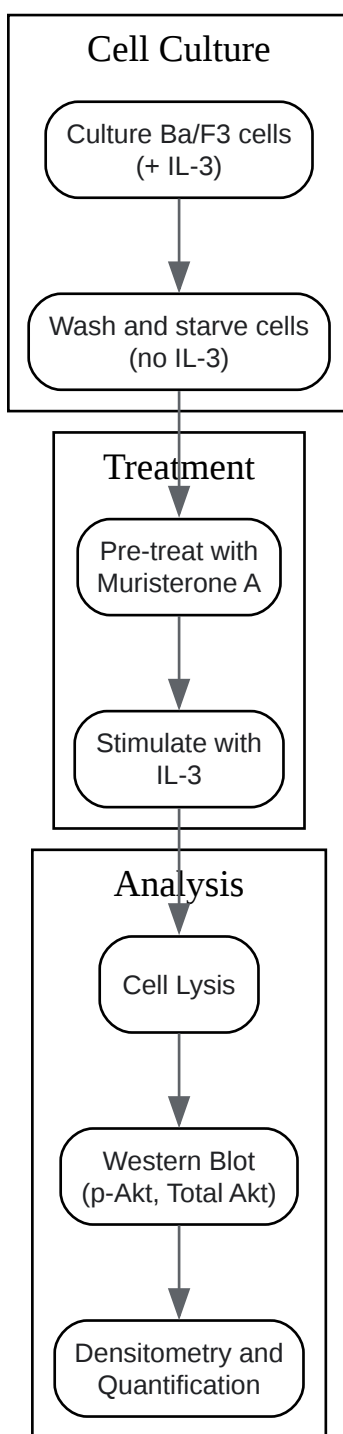 Cell Culture
Culture Ba/F3 cells
(+ IL-3)
Wash and starve cells
(no IL-3)
Treatment
Pre-treat with
Muristerone A
Stimulate with
IL-3
Analysis
Cell Lysis
Western Blot
(p-Akt, Total Akt)
Densitometry and
Quantification